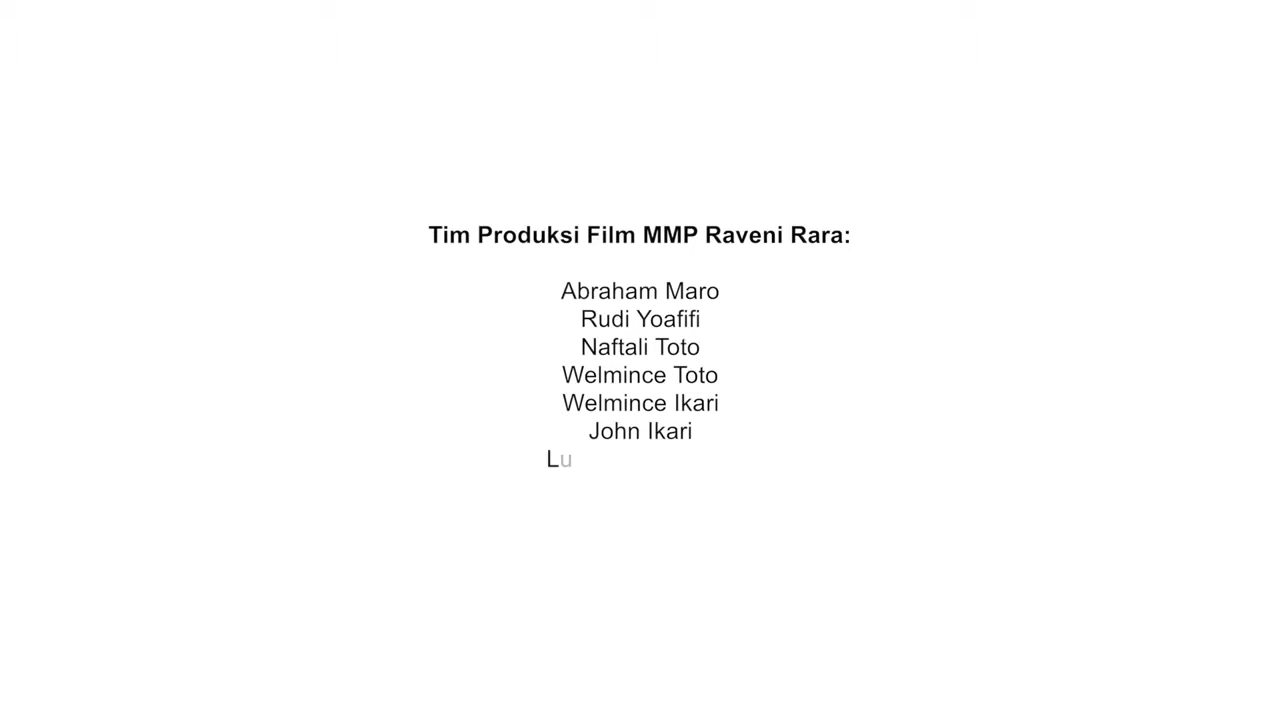 Tim Produksi Film MMP Raveni Rara:
Abraham Maro
Rudi Yoafifi
Naftali Toto
Welmince Toto
Welmince Ikari
John Ikari
Lu